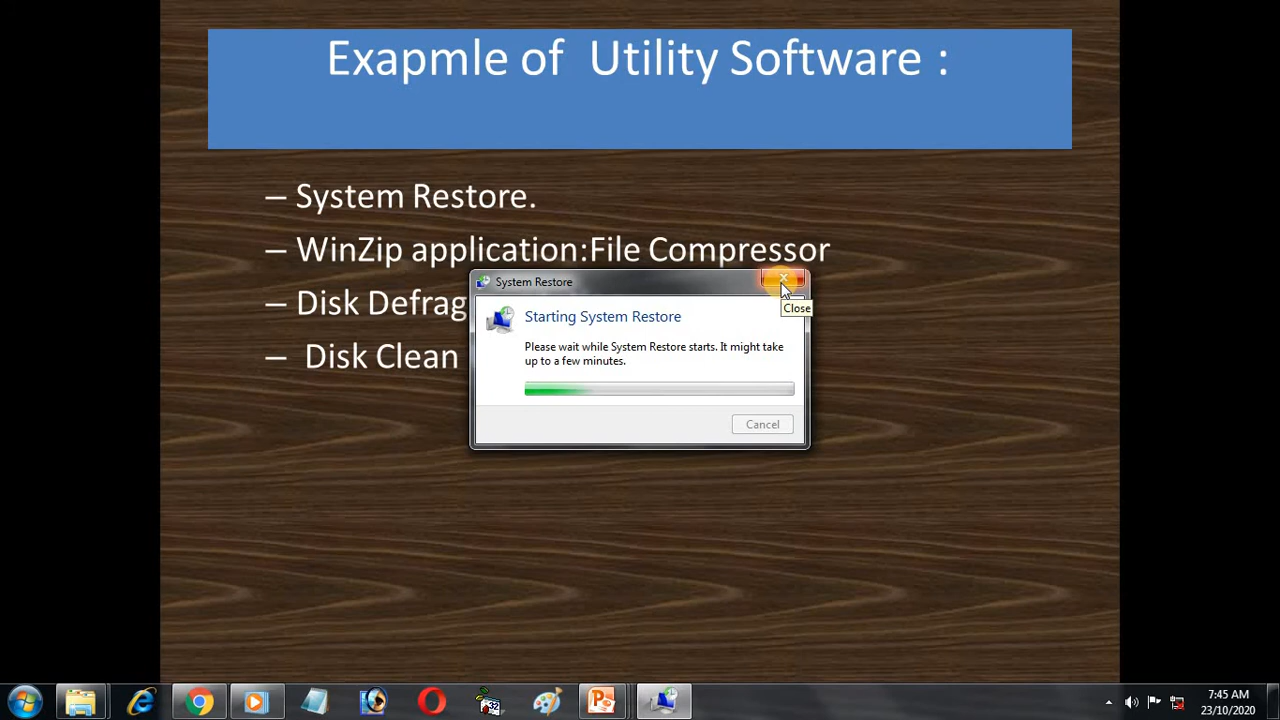 Exapmle of Utility Software :
– System Restore.
– WinZip application:File Compressor
– Disk Defrag
– Disk Clean
System Restore
Close
Starting System Restore
Please wait while System Restore starts. It might take
up to a few minutes.
Cancel
32
7:45 AM
23/10/2020